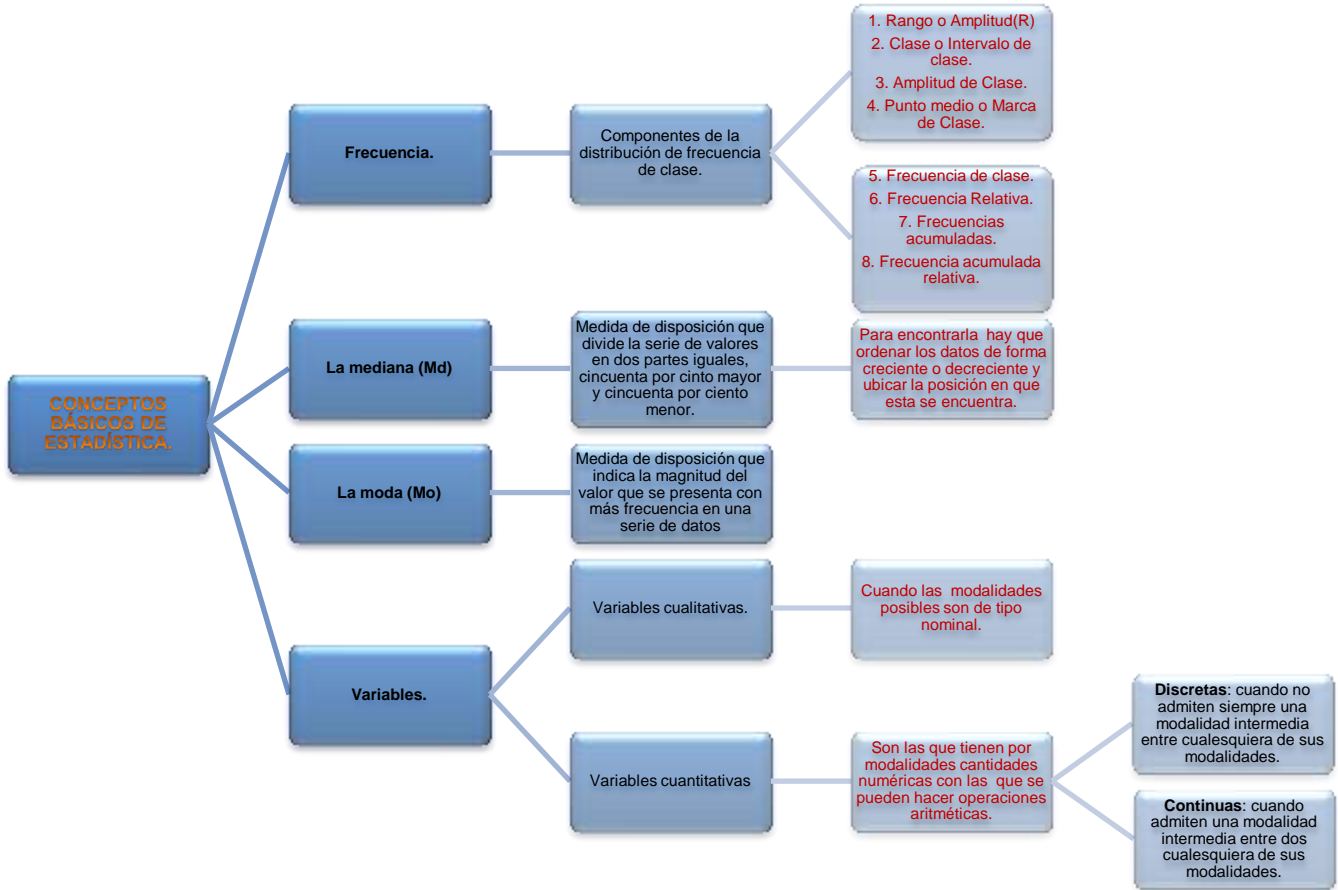 CONCEPTOS
BÁSICOS DE
ESTADÍSTICA.
Frecuencia.
Componentes de la
distribución de frecuencia
de clase.
1. Rango o Amplitud(R)
2. Clase o Intervalo de
clase.
3. Amplitud de Clase.
4. Punto medio o Marca
de Clase.
5. Frecuencia de clase.
6. Frecuencia Relativa.
7. Frecuencias
acumuladas.
8. Frecuencia acumulada
relativa.
La mediana (Md)
Medida de disposición que
divide la serie de valores
en dos partes iguales,
cincuenta por cinto mayor
y cincuenta por ciento
menor.
Para encontrarla hay que
ordenar los datos de forma
creciente o decreciente y
ubicar la posición en que
esta se encuentra.
La moda (Mo)
Medida de disposición que
indica la magnitud del
valor que se presenta con
más frecuencia en una
serie de datos
Variables.
Variables cualitativas.
Cuando las modalidades
posibles son de tipo
nominal.
Variables cuantitativas
Son las que tienen por
modalidades cantidades
numéricas con las que se
pueden hacer operaciones
aritméticas.
Discretas: cuando no
admiten siempre una
modalidad intermedia
entre cualesquiera de sus
modalidades.
Continuas: cuando
admiten una modalidad
intermedia entre dos
cualesquiera de sus
modalidades.